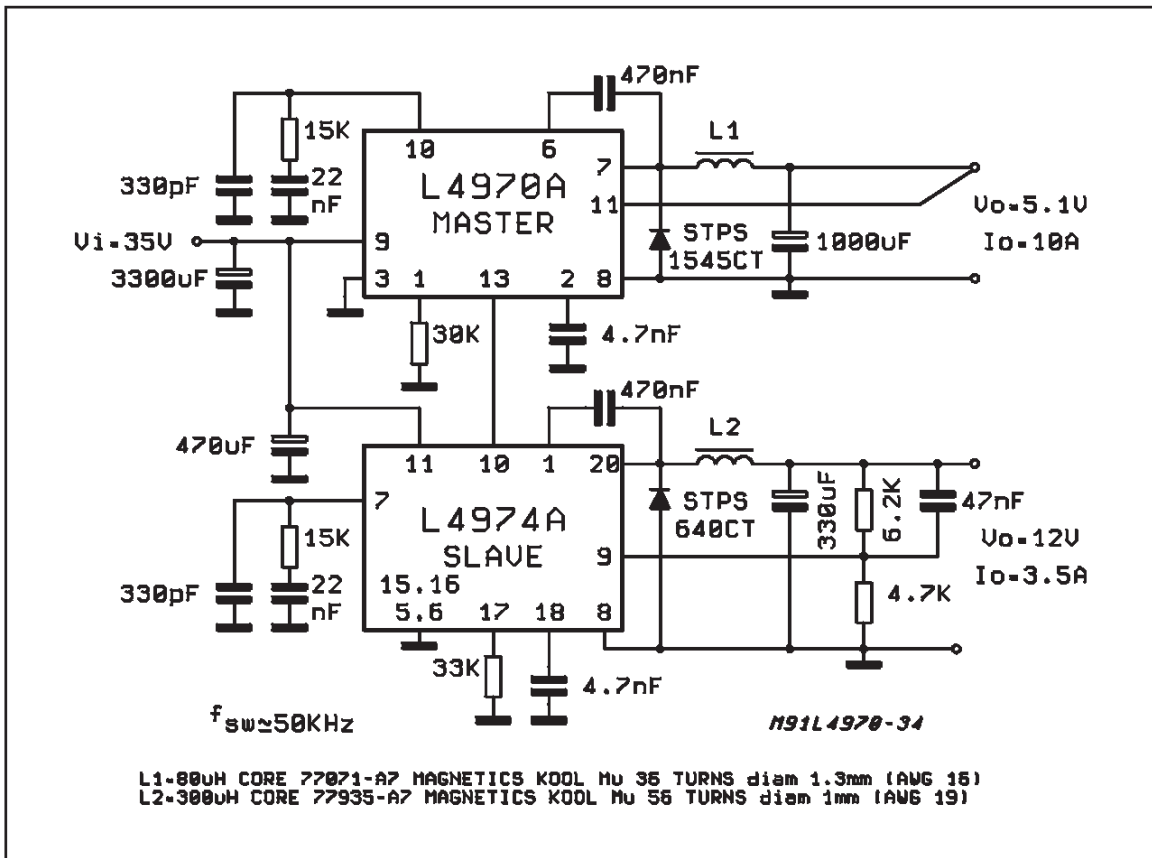 470nF
15K
330pF
22
nF
10
6
L4970A
MASTER
7
11
9
3
1
13
2
8
L1
STPS
1545CT
1000uF
Vo=5.1V
Io=10A
Vi=35V
3300uF
30K
4.7nF
470nF
470uF
11
10
1
20
7
L4974A
SLAVE
9
15.16
5.6
17
18
8
L2
STPS
640CT
330uF
6.2K
47nF
Vo=12V
Io=3.5A
4.7K
15K
330pF
22
nF
33K
4.7nF
fsw≃50KHz
M91L4970-34
L1=80uH CORE 77071-A7 MAGNETICS KOOL Mu 36 TURNS diam 1.3mm (AWG 16)
L2=300uH CORE 77935-A7 MAGNETICS KOOL Mu 56 TURNS diam 1mm (AWG 19)